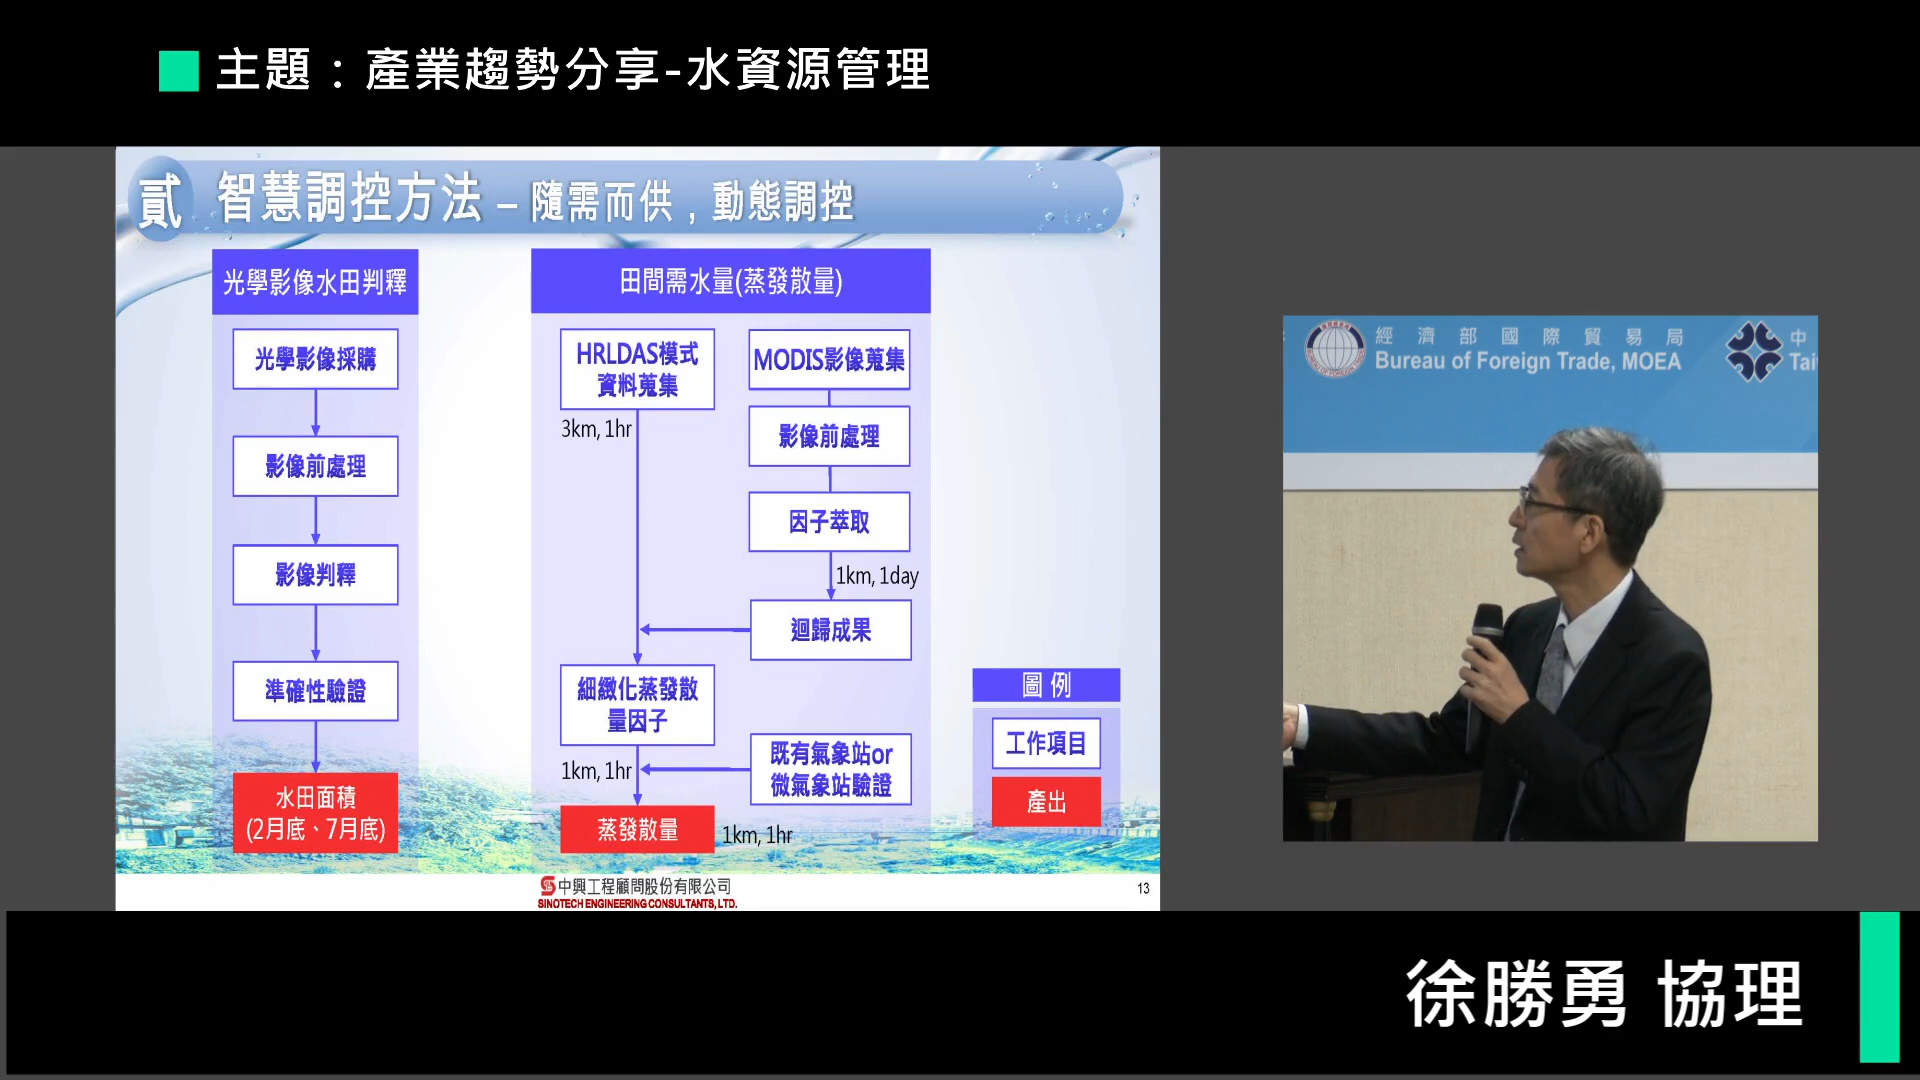 主題：產業趨勢分享-水資源管理
貳 智慧調控方法 – 隨需而供，動態調控
光學影像水田判釋
光學影像採購
影像前處理
影像判釋
準確性驗證
水田面積
(2月底、7月底)
田間需水量(蒸發散量)
HRLDAS模式
資料蒐集
3km, 1hr
MODIS影像蒐集
影像前處理
因子萃取
1km, 1day
迴歸成果
細緻化蒸發散
量因子
1km, 1hr
既有氣象站or
微氣象站驗證
蒸發散量
1km, 1hr
圖 例
工作項目
產出
中興工程顧問股份有限公司
SINOTECH ENGINEERING CONSULTANTS, LTD.
13
經濟部國際貿易局
Bureau of Foreign Trade, MOEA
中
Tai
徐勝勇 協理